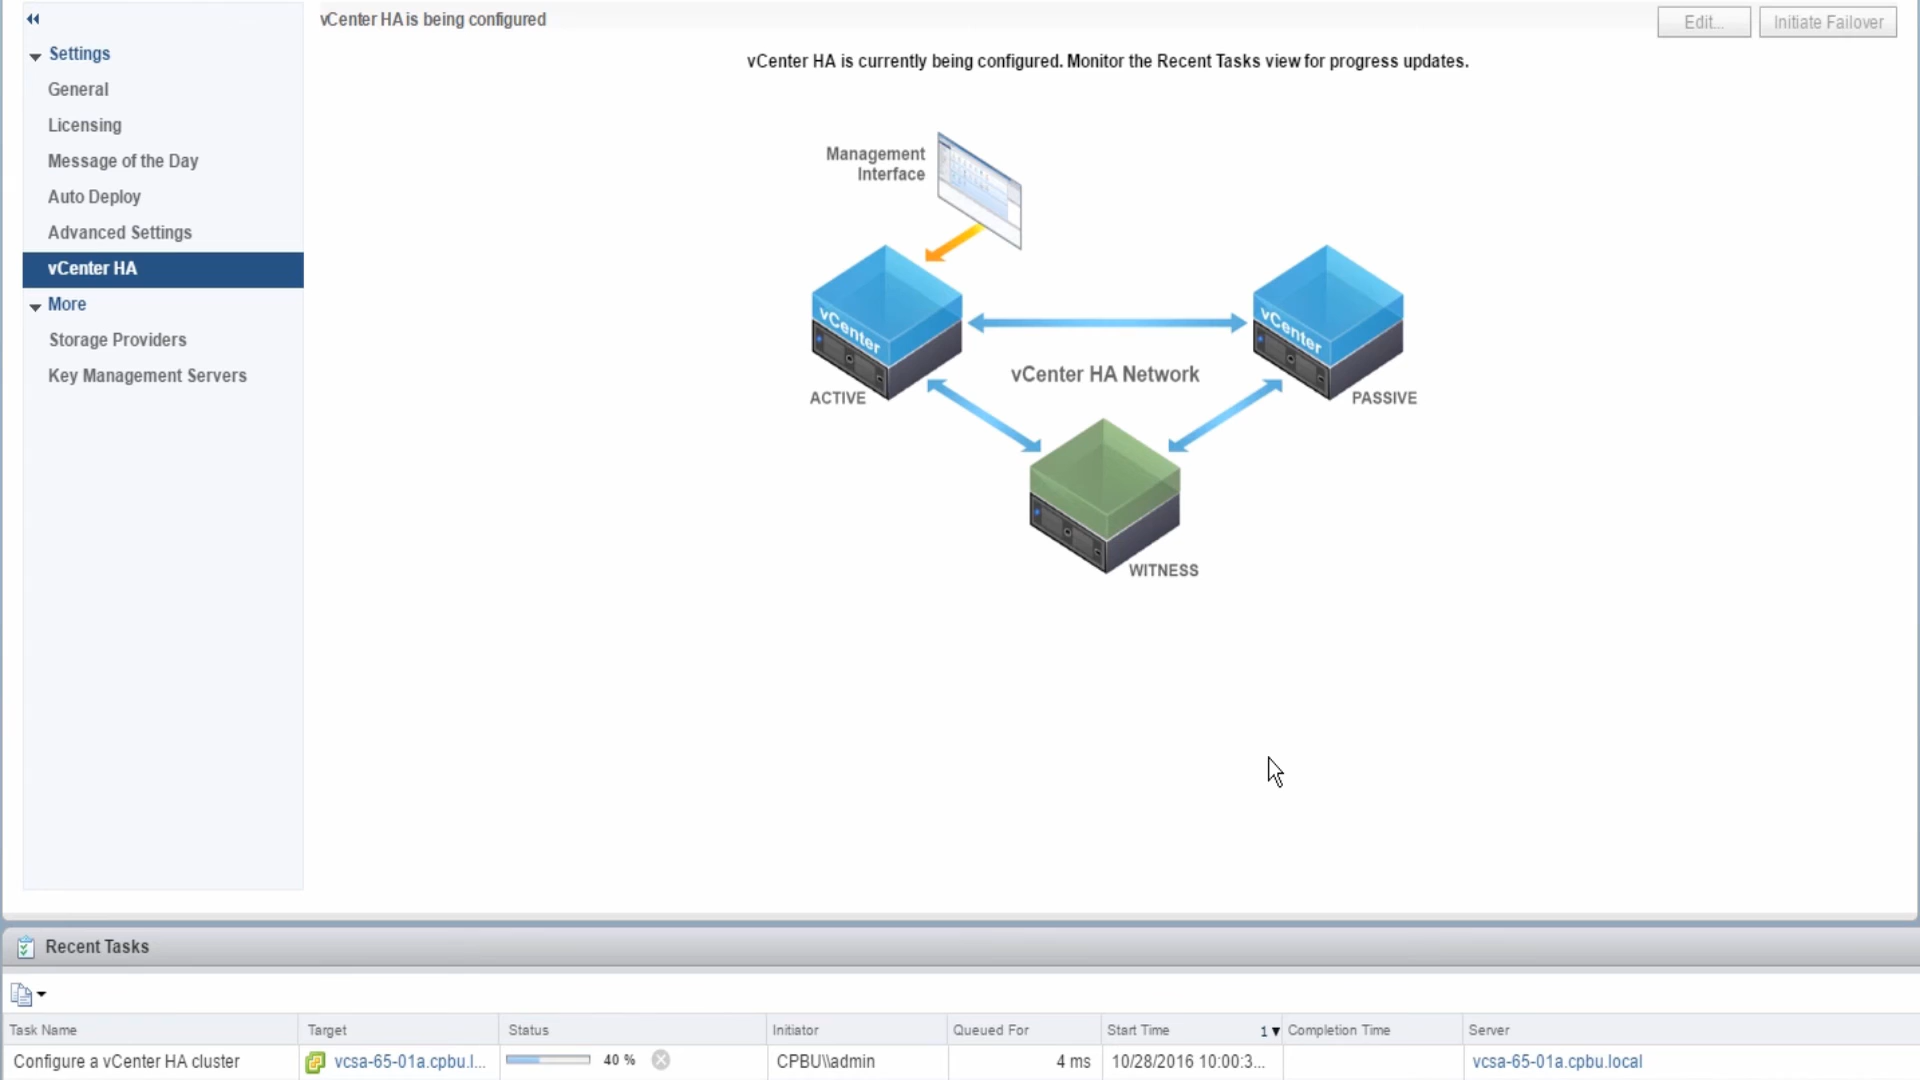 vCenter HA is being configured
Edit...
Initiate Failover
Settings
General
Licensing
Message of the Day
Auto Deploy
Advanced Settings
vCenter HA
More
Storage Providers
Key Management Servers
vCenter HA is currently being configured. Monitor the Recent Tasks view for progress updates.
Management
Interface
vCenter
vCenter
vCenter HA Network
ACTIVE
PASSIVE
WITNESS
Recent Tasks
Task Name Target Status Initiator Queued For Start Time 1 Completion Time Server
Configure a vCenter HA cluster vcsa-65-01a.cpbu.l... 40 % CPBU\\admin 4 ms 10/28/2016 10:00:3... vcsa-65-01a.cpbu.local